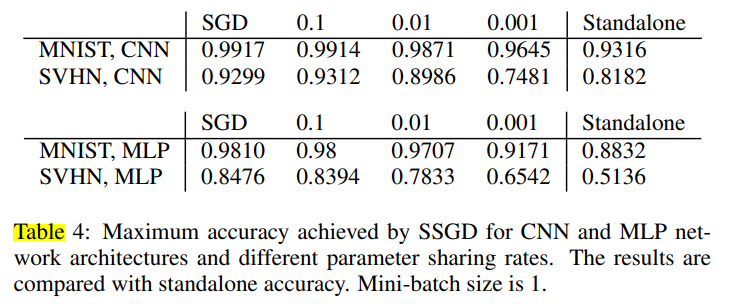 SGD 0.1 0.01 0.001 Standalone
MNIST, CNN 0.9917 0.9914 0.9871 0.9645 0.9316
SVHN, CNN 0.9299 0.9312 0.8986 0.7481 0.8182
SGD 0.1 0.01 0.001 Standalone
MNIST, MLP 0.9810 0.98 0.9707 0.9171 0.8832
SVHN, MLP 0.8476 0.8394 0.7833 0.6542 0.5136
Table 4: Maximum accuracy achieved by SSGD for CNN and MLP net-
work architectures and different parameter sharing rates. The results are
compared with standalone accuracy. Mini-batch size is 1.